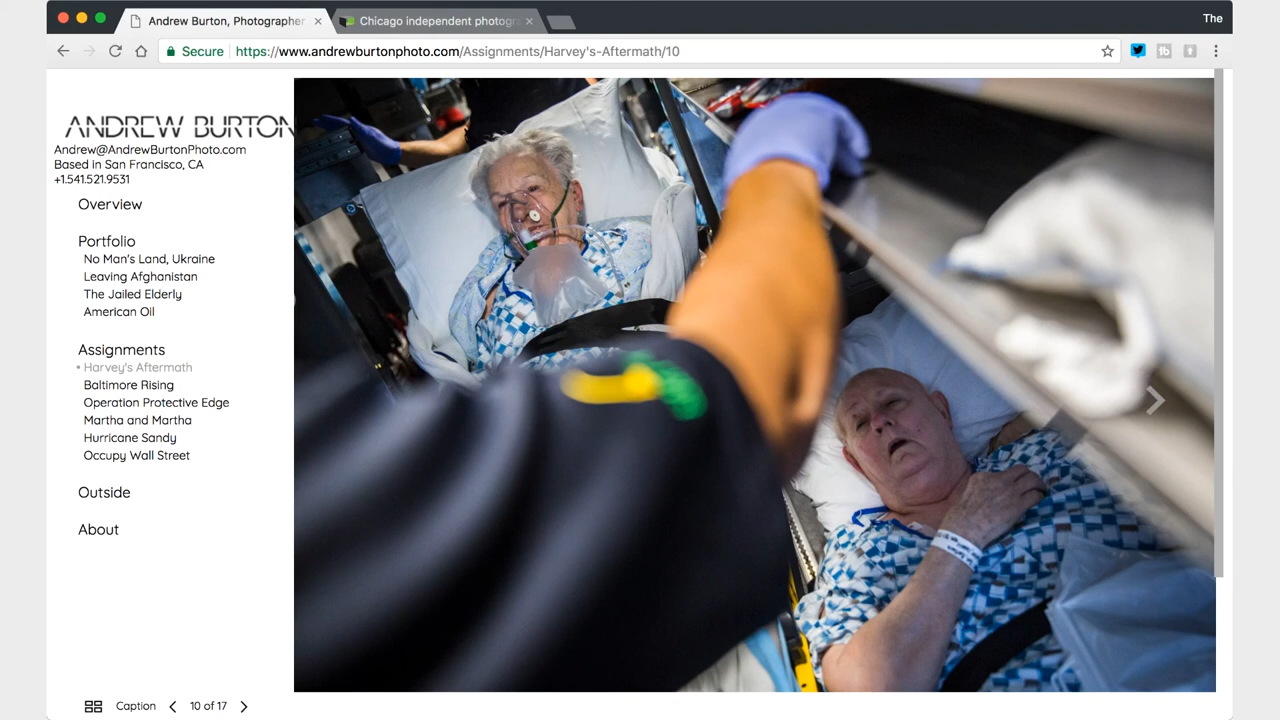 Andrew Burton, Photographer
Chicago independent photogra
The
Secure
https://www.andrewburtonphoto.com/Assignments/Harvey's-Aftermath/10
ANDREW BURTON
Andrew@AndrewBurtonPhoto.com
Based in San Francisco, CA
+1.541.521.9531
Overview
Portfolio
No Man's Land, Ukraine
Leaving Afghanistan
The Jailed Elderly
American Oil
Assignments
• Harvey's Aftermath
Baltimore Rising
Operation Protective Edge
Martha and Martha
Hurricane Sandy
Occupy Wall Street
Outside
About
Caption
10 of 17